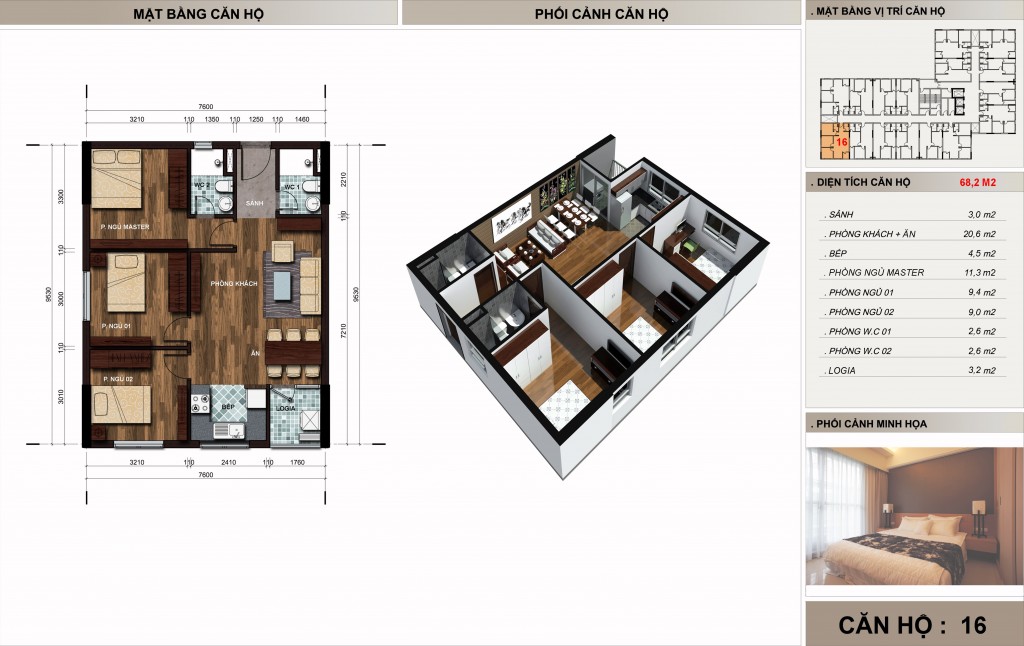 MẶT BẰNG CĂN HỘ
PHỐI CẢNH CĂN HỘ
. MẶT BẰNG VỊ TRÍ CĂN HỘ
16
7600
3210 110 1350 110 1250 110 1460
9530
3300
110
3000
110
3010
2210
110
7210
9530
WC 2
WC 1
SẢNH
P. NGỦ MASTER
PHÒNG KHÁCH
P. NGỦ 01
ĂN
P. NGỦ 02
BẾP
LOGIA
3210 110 2410 110 1760
7600
. DIỆN TÍCH CĂN HỘ 68,2 M2
. SẢNH 3,0 m2
. PHÒNG KHÁCH + ĂN 20,6 m2
. BẾP 4,5 m2
. PHÒNG NGỦ MASTER 11,3 m2
. PHÒNG NGỦ 01 9,4 m2
. PHÒNG NGỦ 02 9,0 m2
. PHÒNG W.C 01 2,6 m2
. PHÒNG W.C 02 2,6 m2
. LOGIA 3,2 m2
. PHỐI CẢNH MINH HỌA
CĂN HỘ : 16